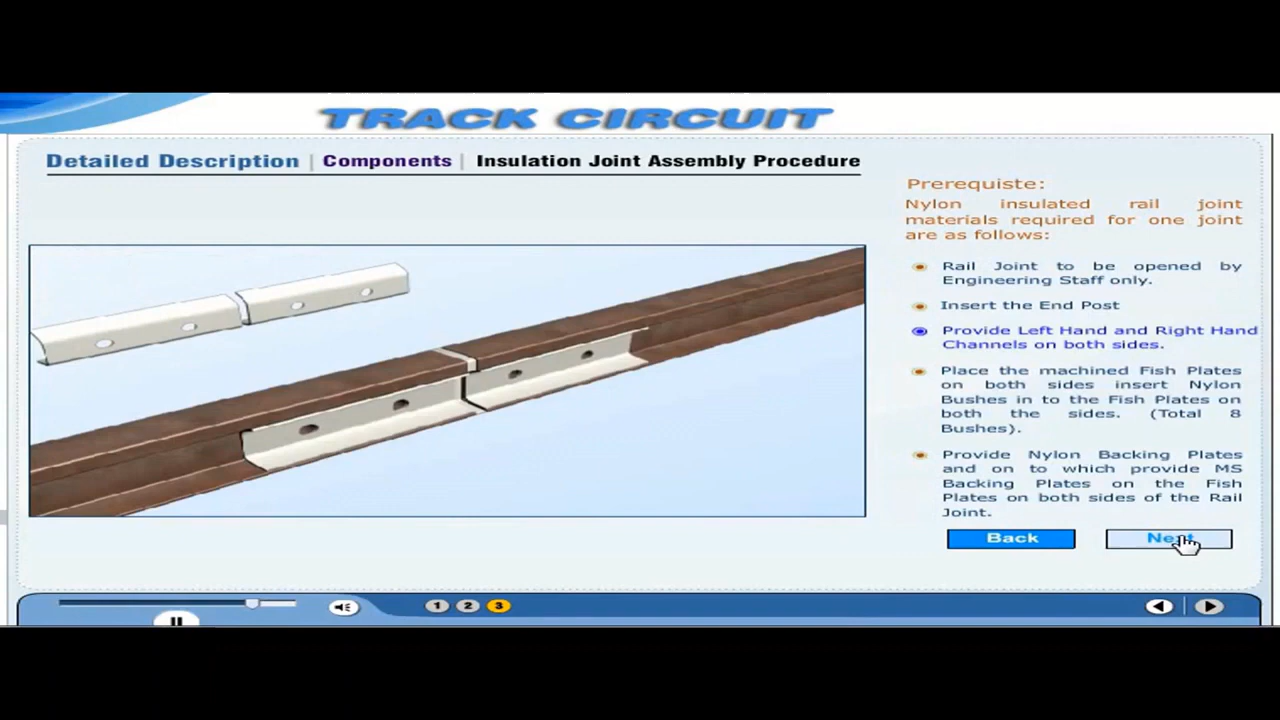 TRACK CIRCUIT
Detailed Description | Components | Insulation Joint Assembly Procedure
Prerequiste:
Nylon insulated rail joint
materials required for one joint
are as follows:
Rail Joint to be opened by
Engineering Staff only.
Insert the End Post
Provide Left Hand and Right Hand
Channels on both sides.
Place the machined Fish Plates
on both sides insert Nylon
Bushes in to the Fish Plates on
both the sides. (Total 8
Bushes).
Provide Nylon Backing Plates
and on to which provide MS
Backing Plates on the Fish
Plates on both sides of the Rail
Joint.
Back Next
1 2 3